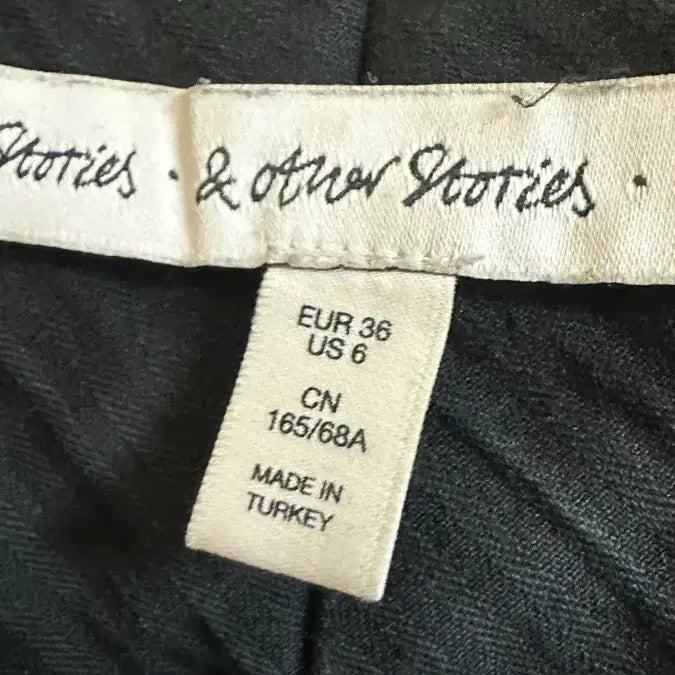 Stories · & other Stories ·
EUR 36
US 6
CN
165/68A
MADE IN
TURKEY